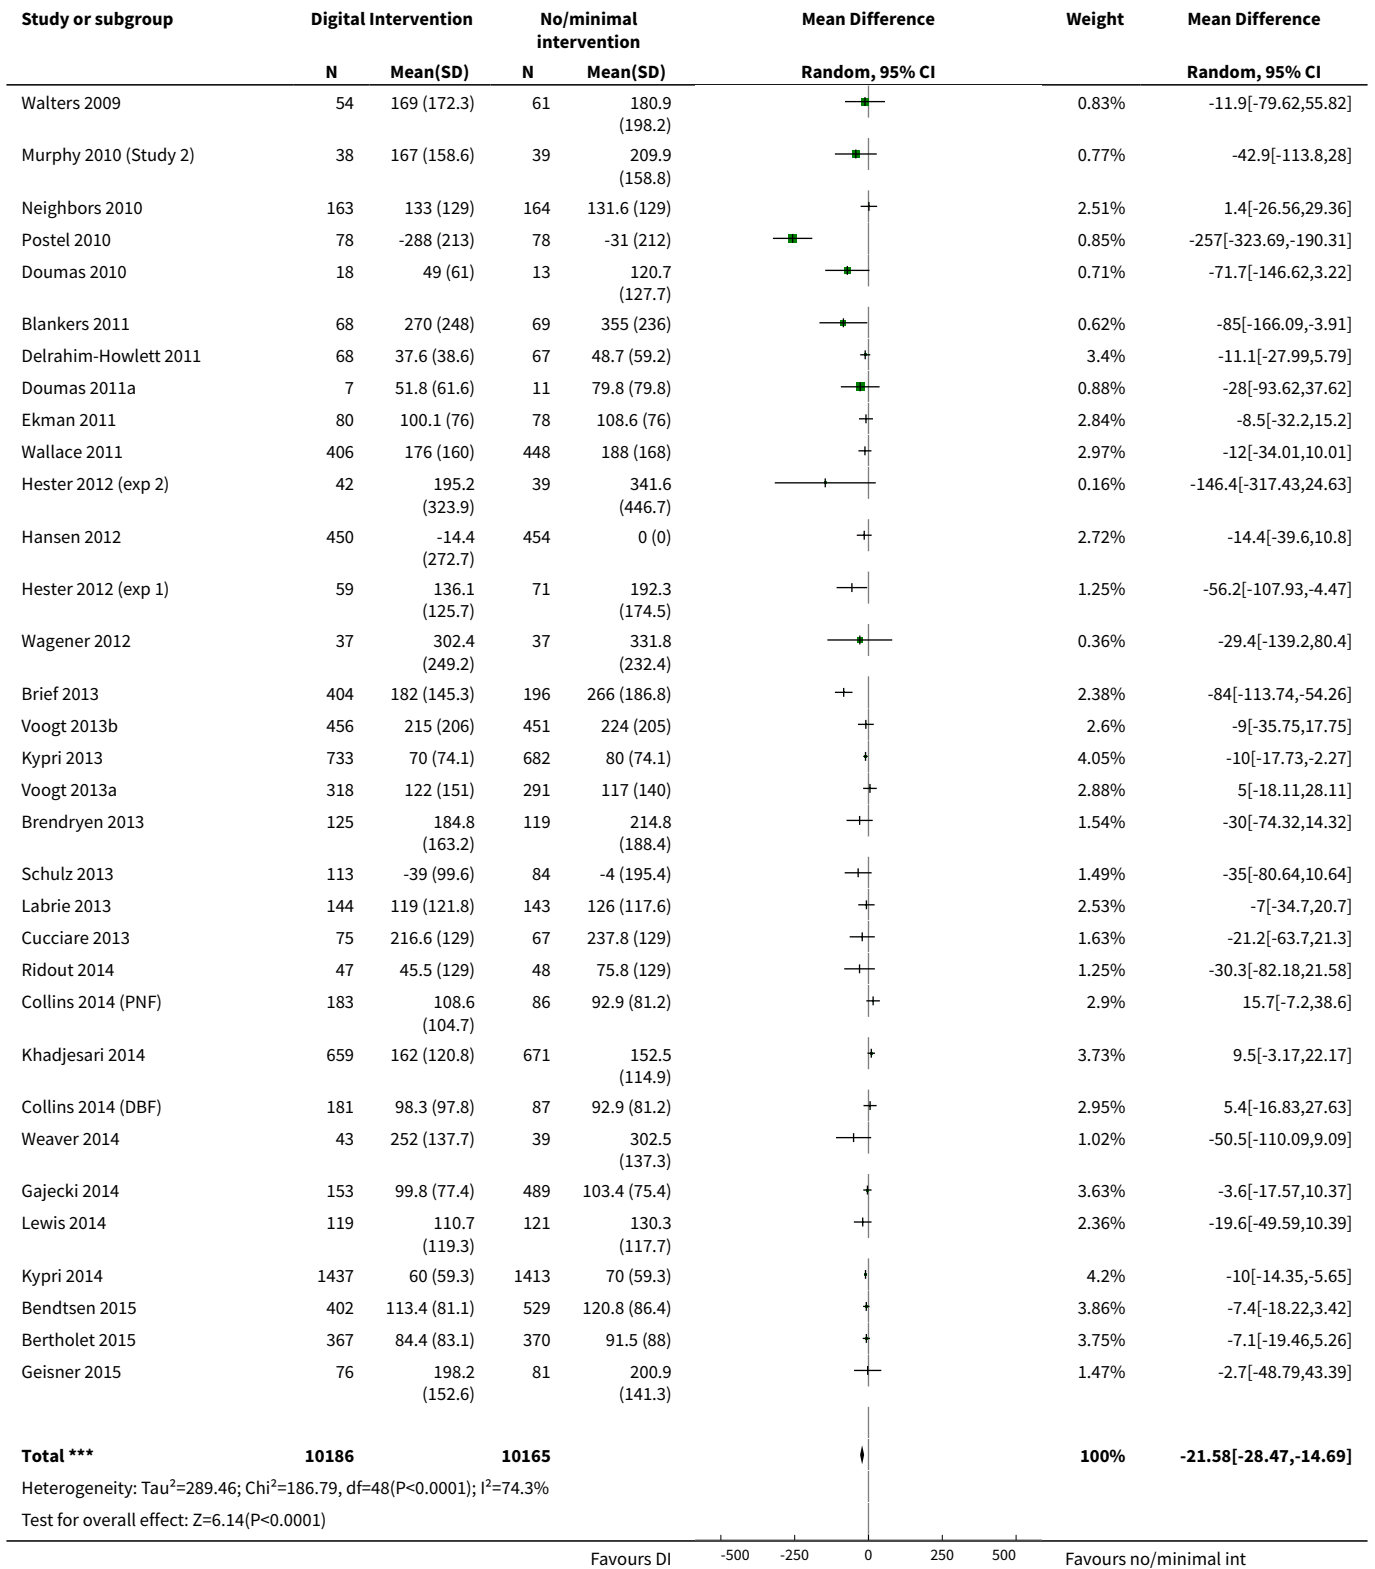 Study or subgroup Digital Intervention No/minimal intervention Mean Difference Weight Mean Difference
N Mean(SD) N Mean(SD) Random, 95% CI Random, 95% CI
Walters 2009 54 169 (172.3) 61 180.9 (198.2) 0.83% -11.9[-79.62,55.82]
Murphy 2010 (Study 2) 38 167 (158.6) 39 209.9 (158.8) 0.77% -42.9[-113.8,28]
Neighbors 2010 163 133 (129) 164 131.6 (129) 2.51% 1.4[-26.56,29.36]
Postel 2010 78 -288 (213) 78 -31 (212) 0.85% -257[-323.69,-190.31]
Doumas 2010 18 49 (61) 13 120.7 (127.7) 0.71% -71.7[-146.62,3.22]
Blankers 2011 68 270 (248) 69 355 (236) 0.62% -85[-166.09,-3.91]
Delrahim-Howlett 2011 68 37.6 (38.6) 67 48.7 (59.2) 3.4% -11.1[-27.99,5.79]
Doumas 2011a 7 51.8 (61.6) 11 79.8 (79.8) 0.88% -28[-93.62,37.62]
Ekman 2011 80 100.1 (76) 78 108.6 (76) 2.84% -8.5[-32.2,15.2]
Wallace 2011 406 176 (160) 448 188 (168) 2.97% -12[-34.01,10.01]
Hester 2012 (exp 2) 42 195.2 (323.9) 39 341.6 (446.7) 0.16% -146.4[-317.43,24.63]
Hansen 2012 450 -14.4 (272.7) 454 0 (0) 2.72% -14.4[-39.6,10.8]
Hester 2012 (exp 1) 59 136.1 (125.7) 71 192.3 (174.5) 1.25% -56.2[-107.93,-4.47]
Wagener 2012 37 302.4 (249.2) 37 331.8 (232.4) 0.36% -29.4[-139.2,80.4]
Brief 2013 404 182 (145.3) 196 266 (186.8) 2.38% -84[-113.74,-54.26]
Voogt 2013b 456 215 (206) 451 224 (205) 2.6% -9[-35.75,17.75]
Kypri 2013 733 70 (74.1) 682 80 (74.1) 4.05% -10[-17.73,-2.27]
Voogt 2013a 318 122 (151) 291 117 (140) 2.88% 5[-18.11,28.11]
Brendryen 2013 125 184.8 (163.2) 119 214.8 (188.4) 1.54% -30[-74.32,14.32]
Schulz 2013 113 -39 (99.6) 84 -4 (195.4) 1.49% -35[-80.64,10.64]
Labrie 2013 144 119 (121.8) 143 126 (117.6) 2.53% -7[-34.7,20.7]
Cucciare 2013 75 216.6 (129) 67 237.8 (129) 1.63% -21.2[-63.7,21.3]
Ridout 2014 47 45.5 (129) 48 75.8 (129) 1.25% -30.3[-82.18,21.58]
Collins 2014 (PNF) 183 108.6 (104.7) 86 92.9 (81.2) 2.9% 15.7[-7.2,38.6]
Khadjesari 2014 659 162 (120.8) 671 152.5 (114.9) 3.73% 9.5[-3.17,22.17]
Collins 2014 (DBF) 181 98.3 (97.8) 87 92.9 (81.2) 2.95% 5.4[-16.83,27.63]
Weaver 2014 43 252 (137.7) 39 302.5 (137.3) 1.02% -50.5[-110.09,9.09]
Gajecki 2014 153 99.8 (77.4) 489 103.4 (75.4) 3.63% -3.6[-17.57,10.37]
Lewis 2014 119 110.7 (119.3) 121 130.3 (117.7) 2.36% -19.6[-49.59,10.39]
Kypri 2014 1437 60 (59.3) 1413 70 (59.3) 4.2% -10[-14.35,-5.65]
Bendtsen 2015 402 113.4 (81.1) 529 120.8 (86.4) 3.86% -7.4[-18.22,3.42]
Bertholet 2015 367 84.4 (83.1) 370 91.5 (88) 3.75% -7.1[-19.46,5.26]
Geisner 2015 76 198.2 (152.6) 81 200.9 (141.3) 1.47% -2.7[-48.79,43.39]
Total *** 10186 10165 100% -21.58[-28.47,-14.69]
Heterogeneity: Tau²=289.46; Chi²=186.79, df=48(P<0.0001); I²=74.3%
Test for overall effect: Z=6.14(P<0.0001)
Favours DI -500 -250 0 250 500 Favours no/minimal int